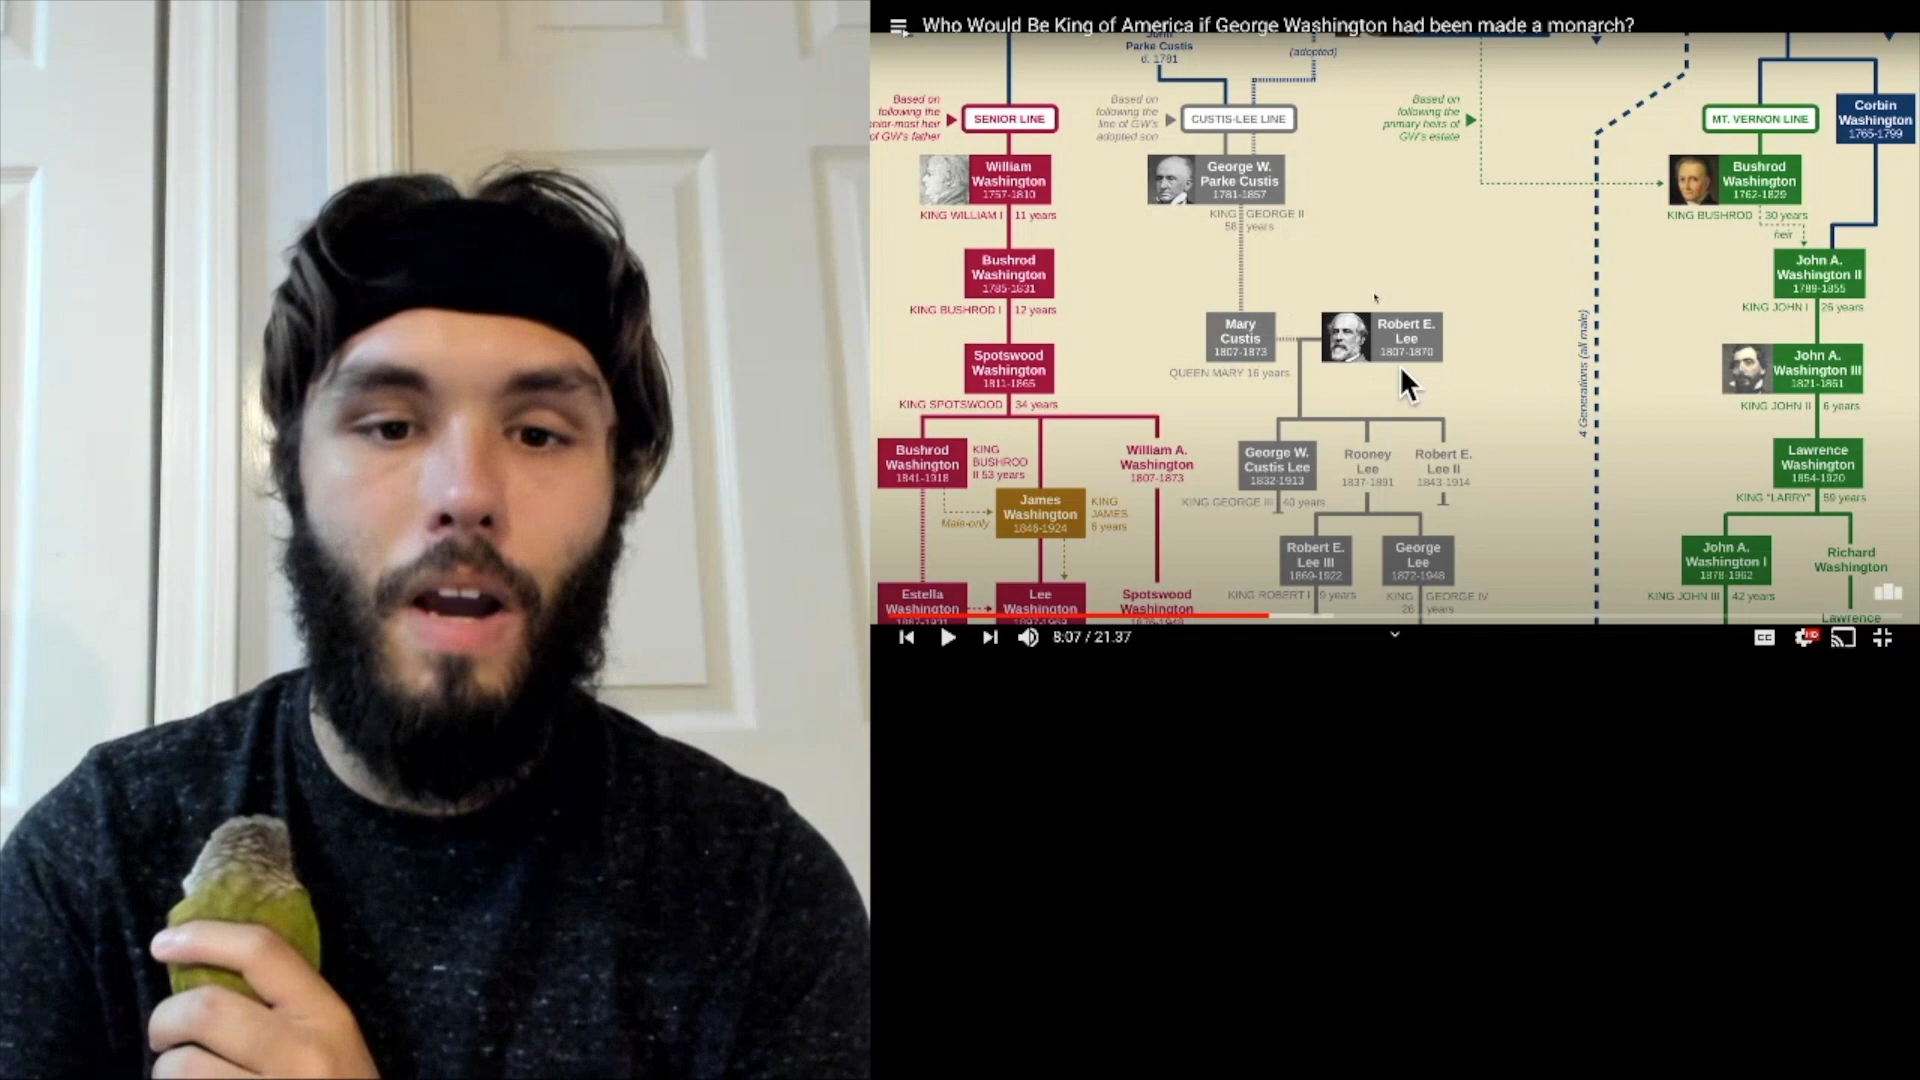 Who Would Be King of America if George Washington had been made a monarch?
Parke Custis
d. 1781
(adopted)
Based on
following the
of GW's father
SENIOR LINE
William
Washington
1757-1810
KING WILLIAM I
11 years
Bushrod
Washington
1785-1831
KING BUSHROD I
12 years
Spotswood
Washington
1811-1865
KING SPOTSWOOD
34 years
Bushrod
Washington
1841-1918
KING
BUSHROD
II 53 years
Male-only
James
Washington
1846-1924
KING
JAMES
6 years
William A.
Washington
1807-1873
Estella
Washington
Lee
Washington
Spotswood
Washington
Based on
following the
line of GW's
adopted son
CUSTIS-LEE LINE
George W.
Parke Custis
1781-1857
KING GEORGE II
58 years
Mary
Custis
1807-1873
QUEEN MARY 16 years
Robert E.
Lee
1807-1870
George W.
Custis Lee
1832-1913
KING GEORGE III
40 years
Rooney
Lee
1837-1891
Robert E.
Lee II
1843-1914
Robert E.
Lee III
1869-1922
KING ROBERT I
9 years
George
Lee
1872-1948
KING GEORGE IV
26 years
Based on
following the
primary heirs of
GW's estate
4 Generations (all male)
MT. VERNON LINE
Corbin
Washington
1765-1799
Bushrod
Washington
1762-1829
KING BUSHROD
30 years
heir
John A.
Washington II
1789-1855
KING JOHN I
26 years
John A.
Washington III
1821-1861
KING JOHN II
6 years
Lawrence
Washington
1854-1920
KING "LARRY"
59 years
John A.
Washington I
1878-1962
KING JOHN III
42 years
Richard
Washington
Lawrence
8:07 / 21:37
CC
HD